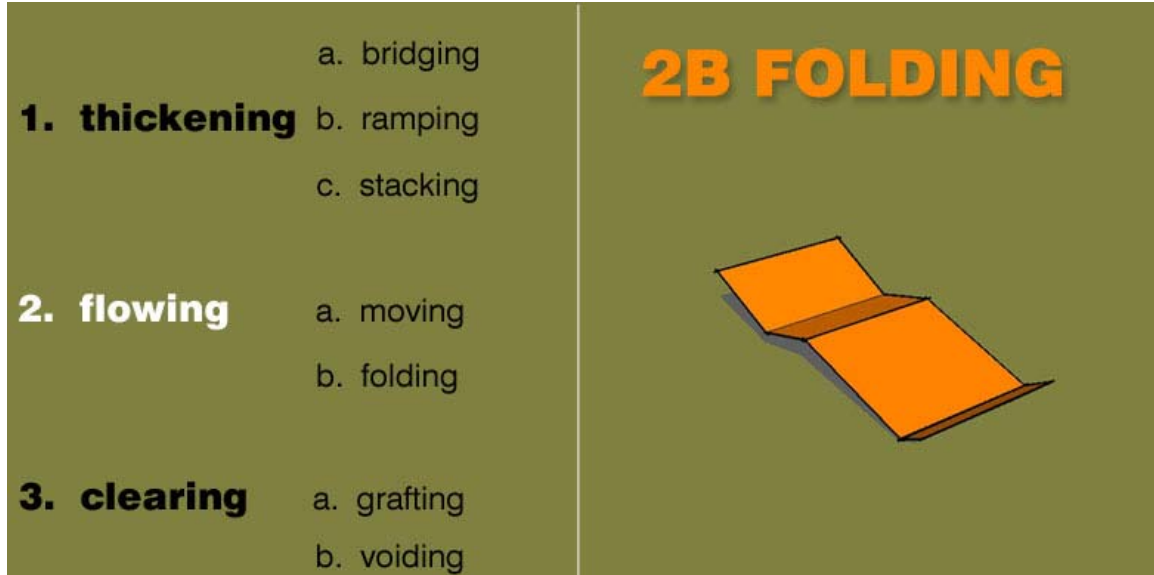 a. bridging
1. thickening b. ramping
c. stacking
2. flowing a. moving
b. folding
3. clearing a. grafting
b. voiding
2B FOLDING